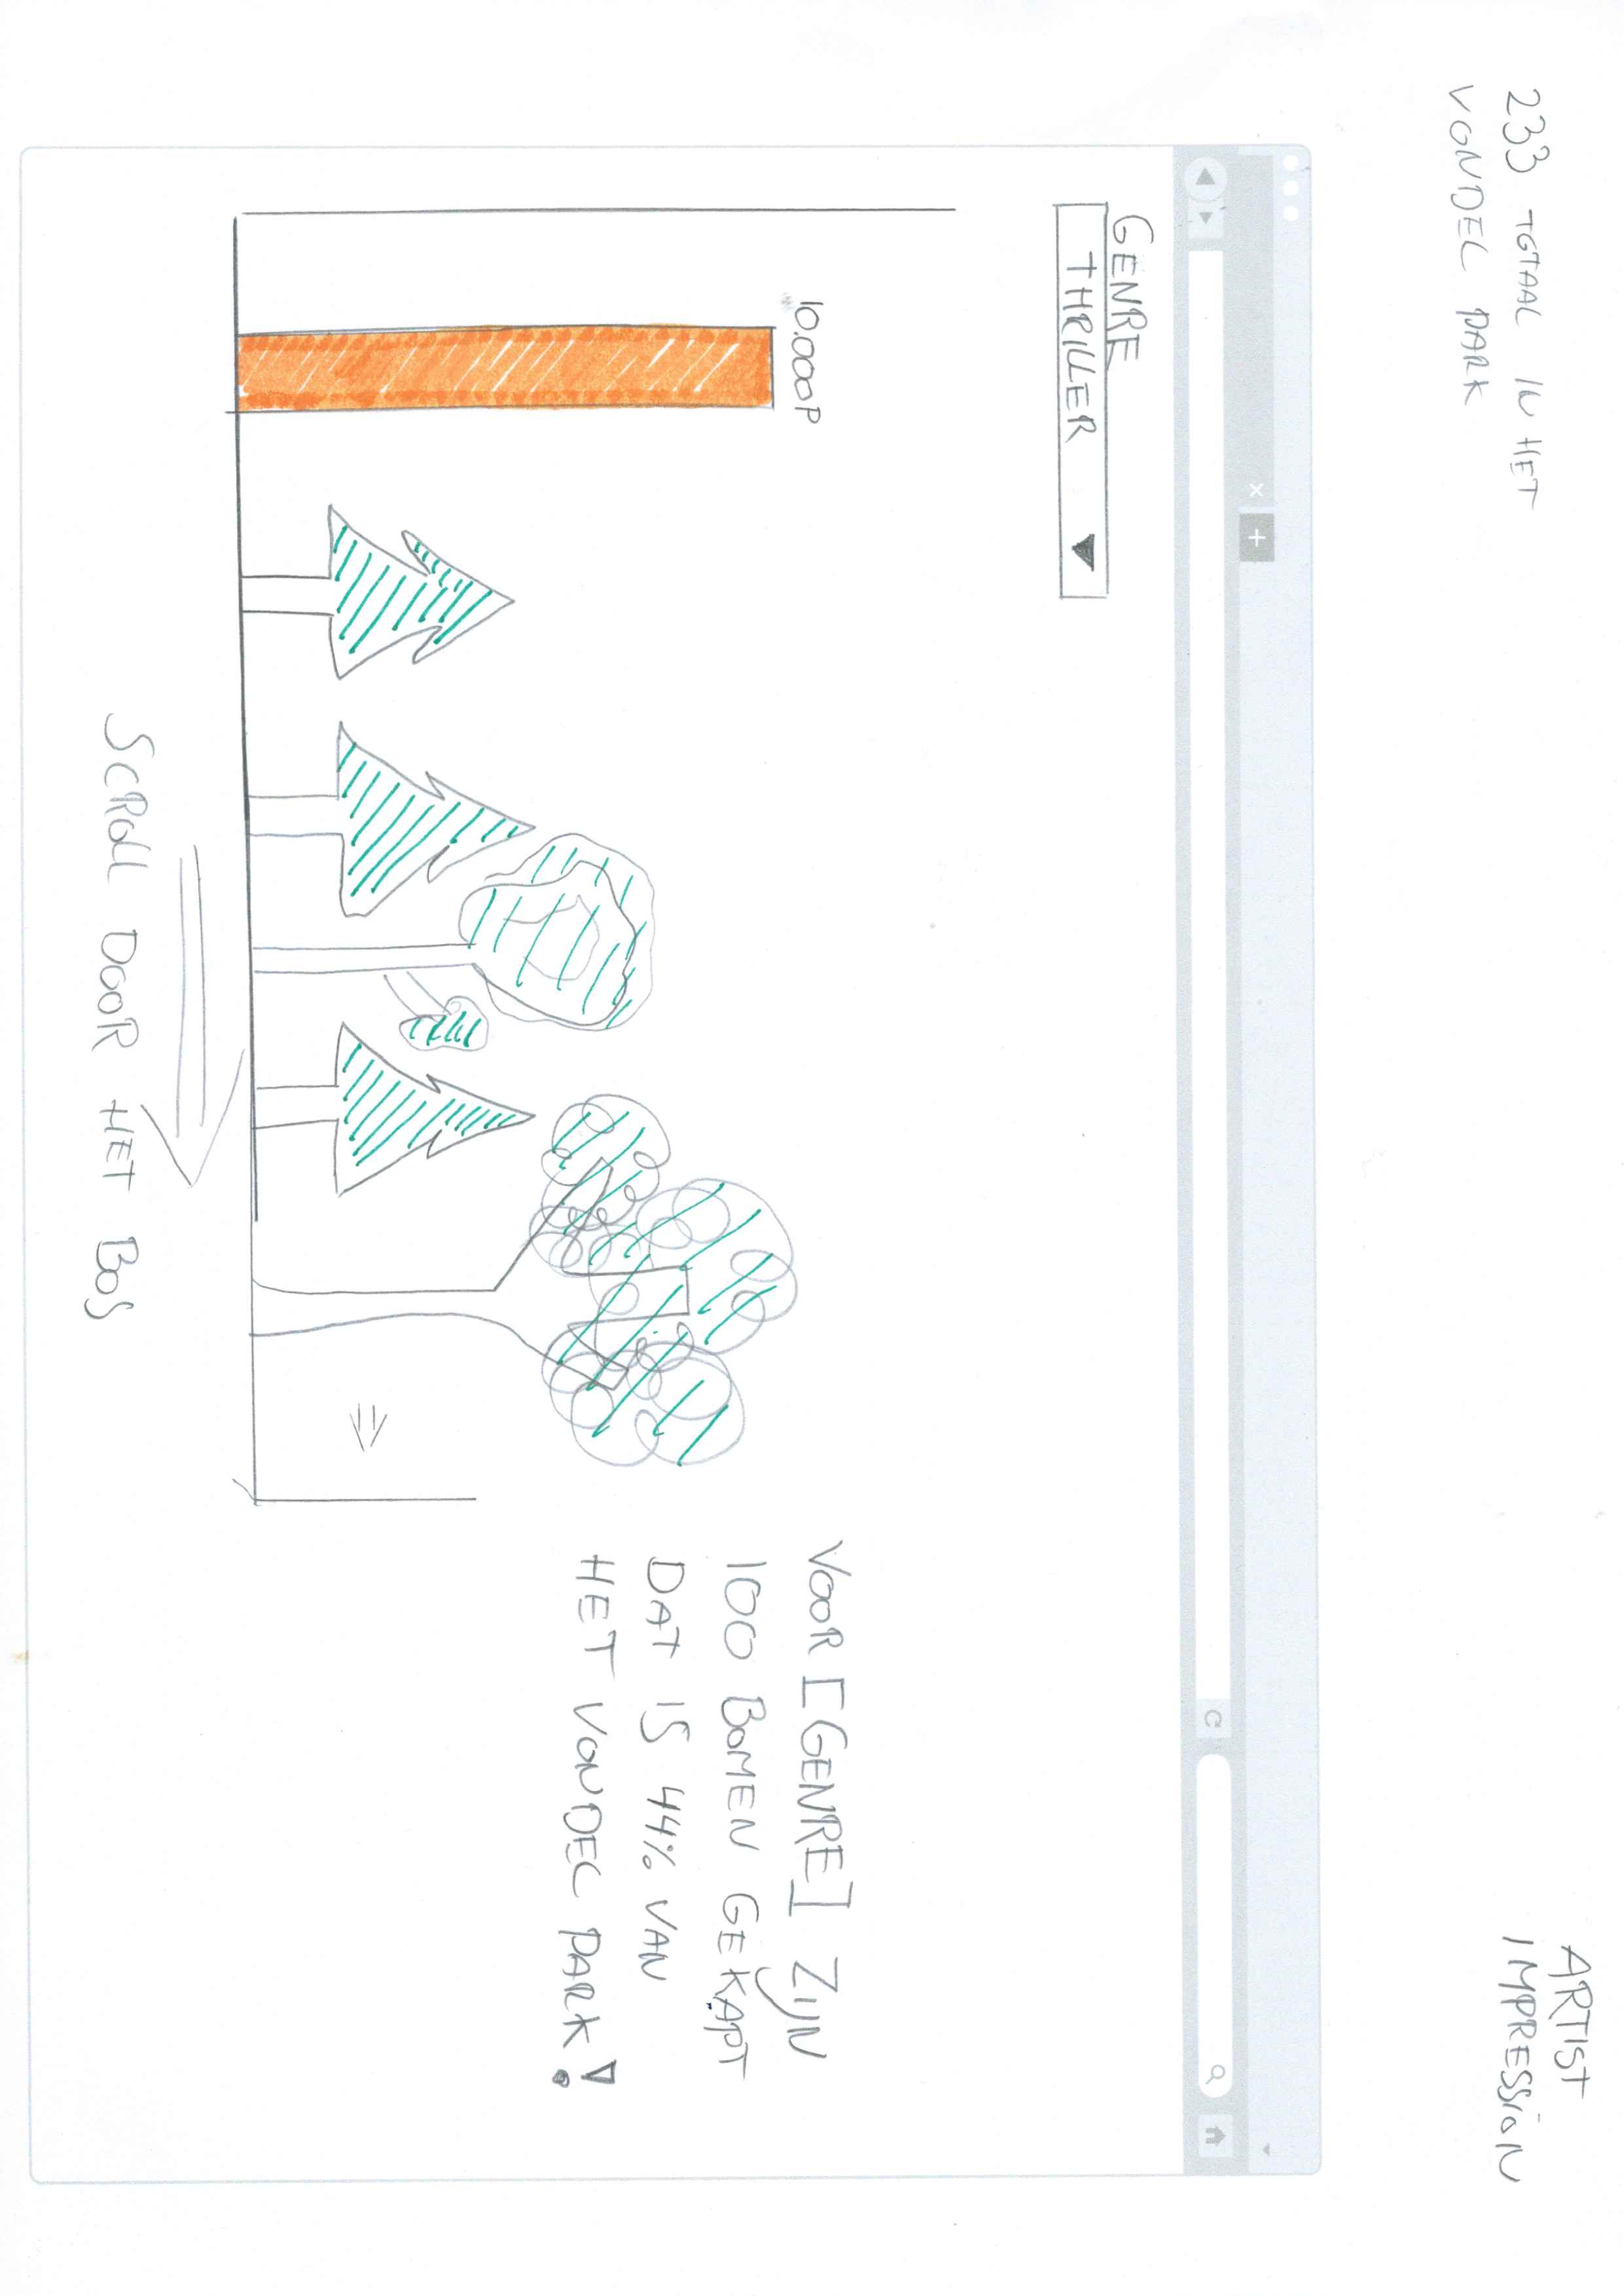 233 TOTAAL IN HET
VONDEL PARK
ARTIST
IMPRESSION
GENRE
THRILLER
10.000P
VOOR [GENRE] ZIJN
100 BOMEN GEKAPT
DAT IS 44% VAN
HET VONDEL PARK!
SCROLL DOOR HET BOS